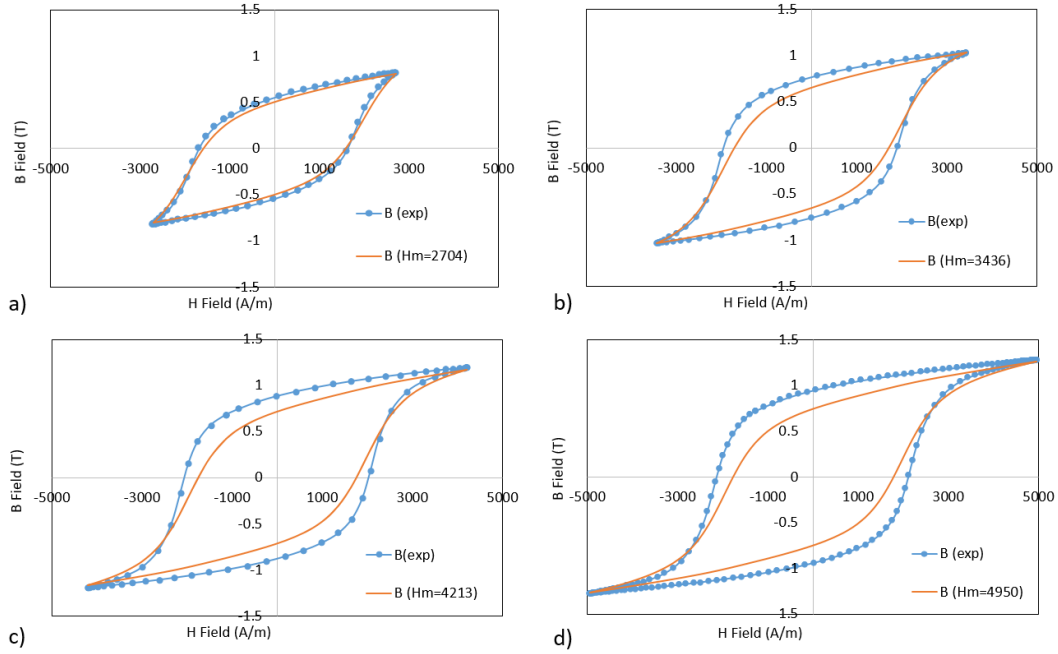 1.5
1
0.5
0
-0.5
-1
-1.5
-5000 -3000 -1000 1000 3000 5000
B Field (T)
H Field (A/m)
B (exp)
B (Hm=2704)
a)
1.5
1
0.5
0
-0.5
-1
-1.5
-5000 -3000 -1000 1000 3000 5000
B Field (T)
H Field (A/m)
B (exp)
B (Hm=3436)
b)
1.5
1
0.5
0
-0.5
-1
-1.5
-5000 -3000 -1000 1000 3000 5000
B Field (T)
H Field (A/m)
B(exp)
B (Hm=4213)
c)
1.5
1
0.5
0
-0.5
-1
-1.5
-5000 -3000 -1000 1000 3000 5000
B Field (T)
H Field (A/m)
B (exp)
B (Hm=4950)
d)